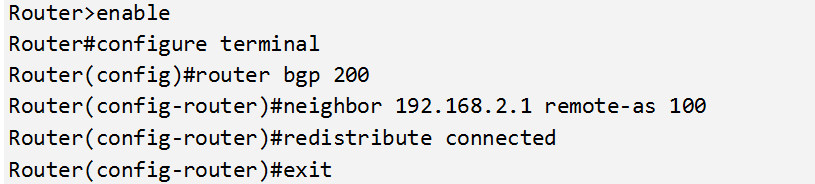 Router>enable
Router#configure terminal
Router(config)#router bgp 200
Router(config-router)#neighbor 192.168.2.1 remote-as 100
Router(config-router)#redistribute connected
Router(config-router)#exit